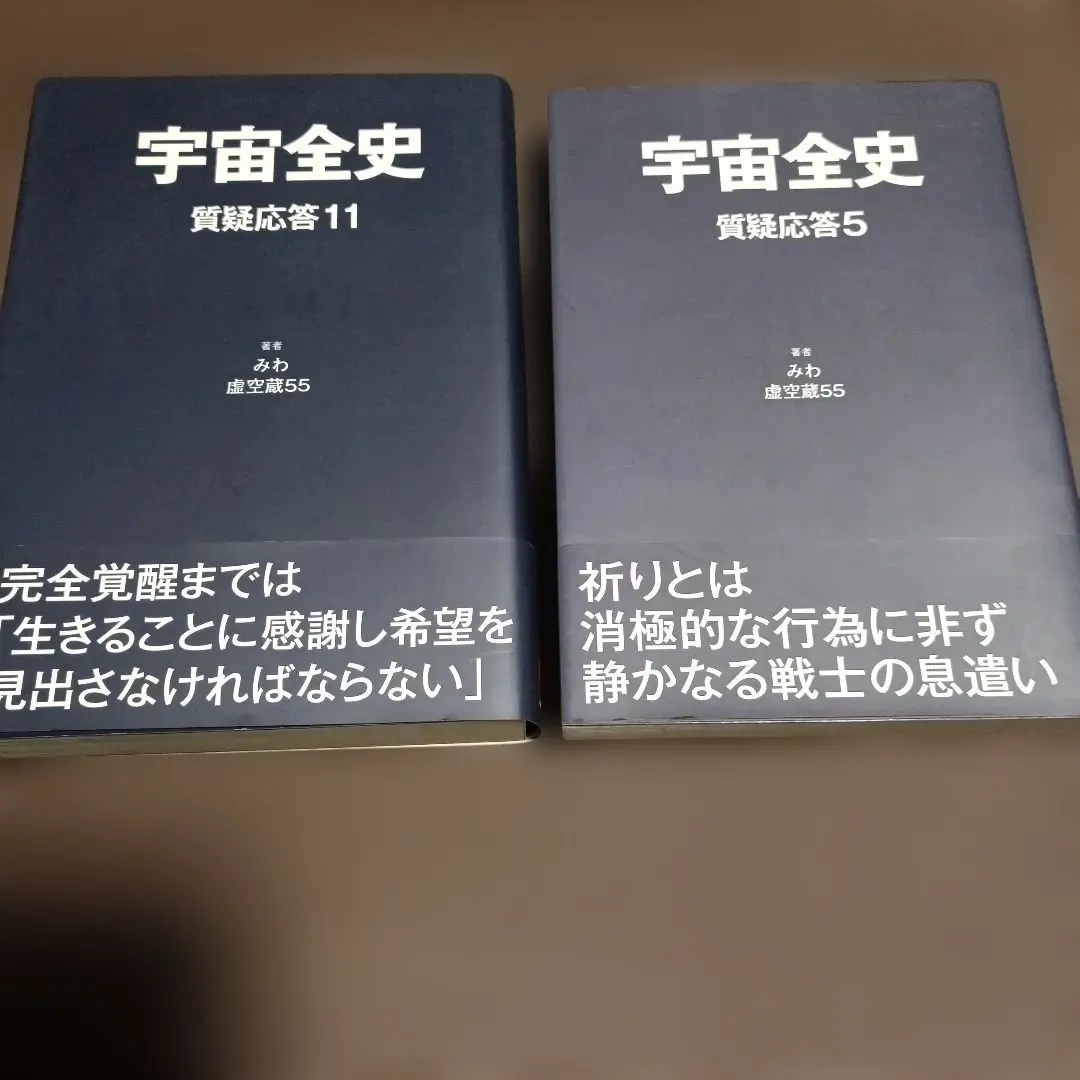 宇宙全史
質疑応答11
著者
みわ
虚空蔵55
完全覚醒までは
「生きることに感謝し希望を
見出さなければならない」
宇宙全史
質疑応答5
著者
みわ
虚空蔵55
祈りとは
消極的な行為に非ず
静かなる戦士の息遣い